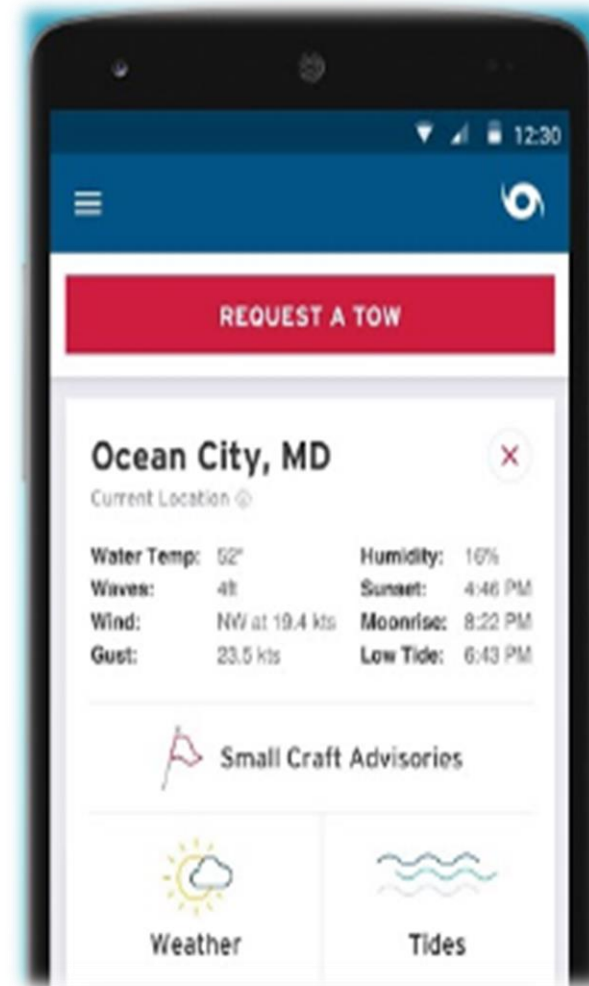 12:30
REQUEST A TOW
Ocean City, MD
Current Location
Water Temp: 52° Humidity: 16%
Waves: 4ft Sunset: 4:46 PM
Wind: NW at 19.4 kts Moonrise: 8:22 PM
Gust: 23.5 kts Low Tide: 6:43 PM
Small Craft Advisories
Weather Tides